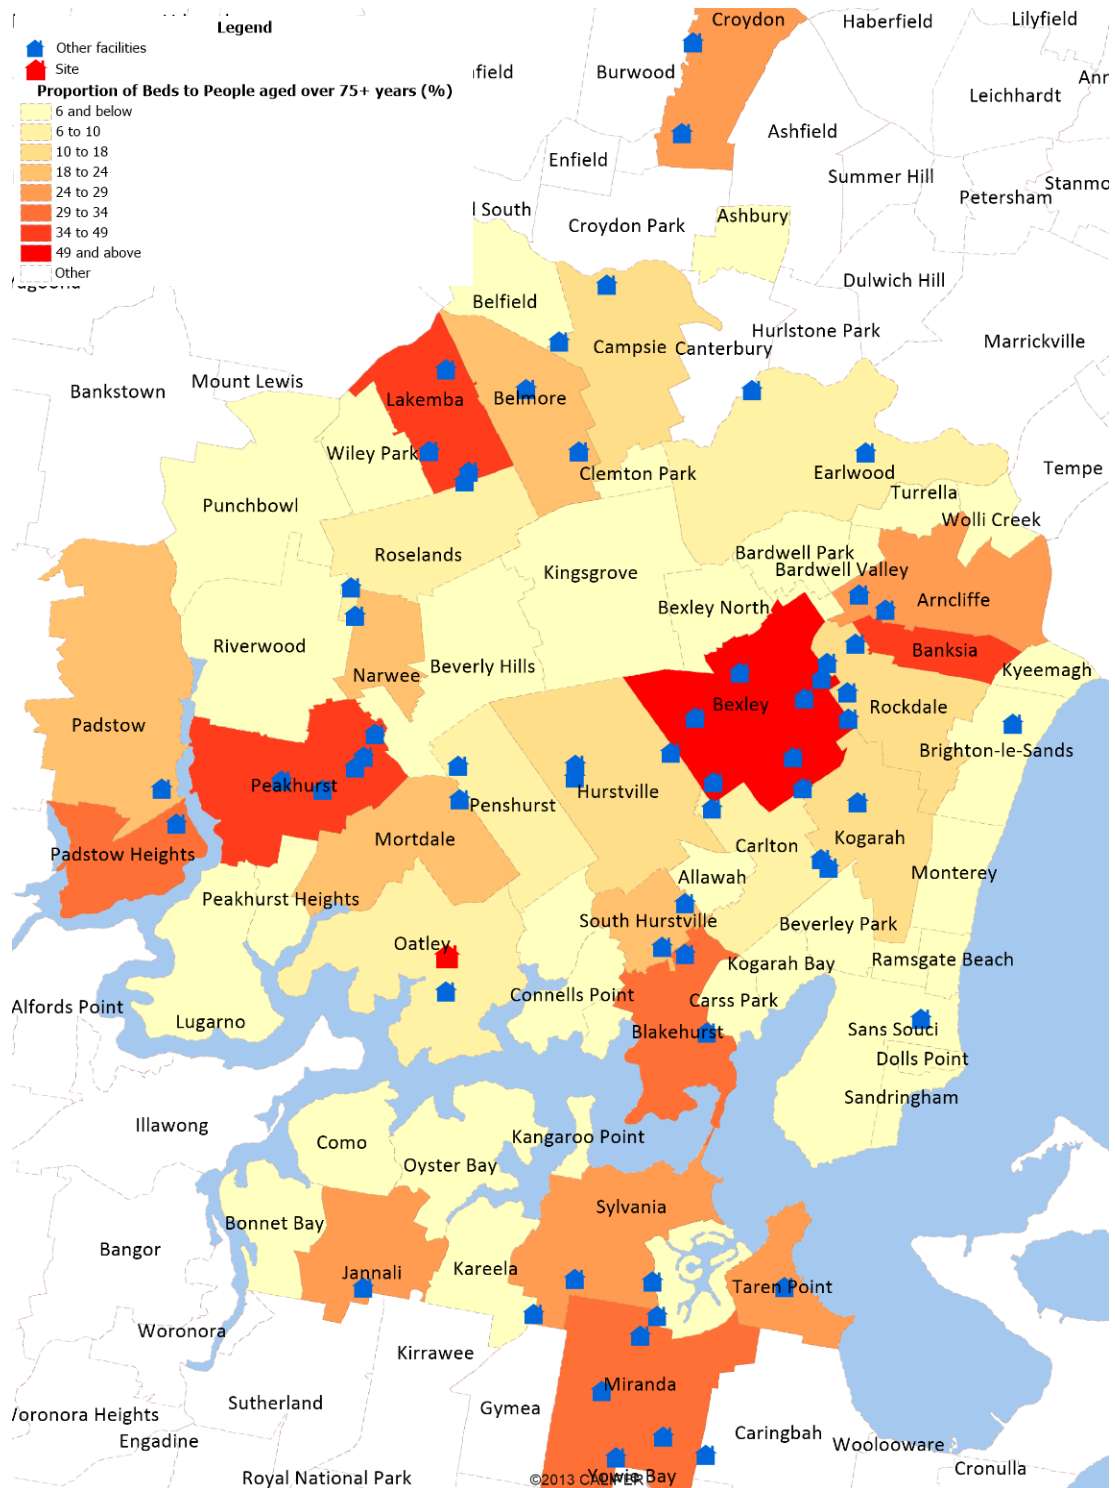 Legend
Other facilities
Site
Proportion of Beds to People aged over 75+ years (%)
6 and below
6 to 10
10 to 18
18 to 24
24 to 29
29 to 34
34 to 49
49 and above
Other
Croydon
Haberfield
Lilyfield
Burwood
Leichhardt
Ashfield
Enfield
Summer Hill
Petersham
South
Ashbury
Croydon Park
Dulwich Hill
Belfield
Hurlstone Park
Marrickville
Campsie
Canterbury
Mount Lewis
Bankstown
Lakemba
Belmore
Wiley Park
Clemton Park
Earlwood
Tempe
Turrella
Punchbowl
Wolli Creek
Roselands
Bardwell Park
Bardwell Valley
Kingsgrove
Arncliffe
Bexley North
Riverwood
Banksia
Beverly Hills
Kyeemagh
Narwee
Bexley
Rockdale
Padstow
Brighton-le-Sands
Peakhurst
Hurstville
Penshurst
Mortdale
Kogarah
Carlton
Padstow Heights
Monterey
Allawah
Peakhurst Heights
South Hurstville
Beverley Park
Oatley
Ramsgate Beach
Kogarah Bay
Connells Point
Carss Park
Alfords Point
Lugarno
Blakehurst
Sans Souci
Dolls Point
Sandringham
Illawong
Como
Kangaroo Point
Oyster Bay
Sylvania
Bonnet Bay
Bangor
Kareela
Jannali
Taren Point
Woronora
Kirrawee
Miranda
Sutherland
Gymea
Heights
Caringbah
Engadine
Woolooware
Cronulla
Royal National Park
Yowie Bay
©2013 CALIPER